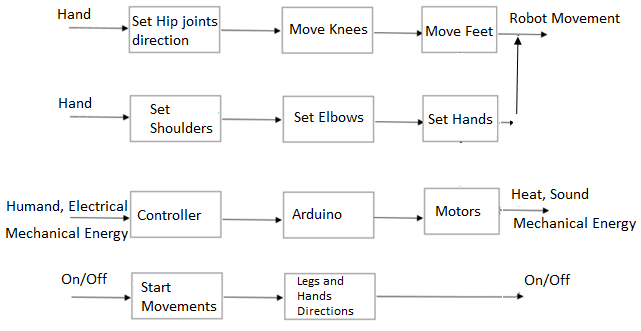 Hand
Set Hip joints
direction
Move Knees
Move Feet
Robot Movement
Hand
Set
Shoulders
Set Elbows
Set Hands
Humand, Electrical
Mechanical Energy
Controller
Arduino
Motors
Heat, Sound
Mechanical Energy
On/Off
Start
Movements
Legs and
Hands
Directions
On/Off